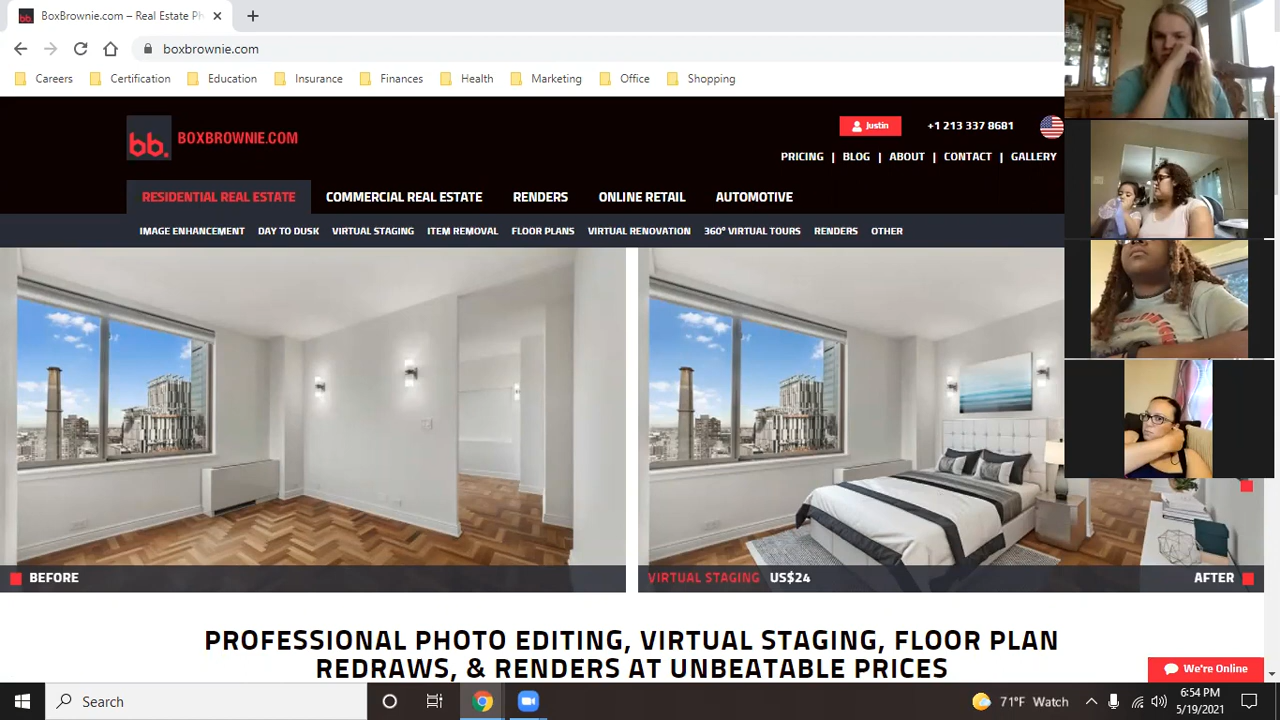 BoxBrownie.com – Real Estate Ph
boxbrownie.com
Careers Certification Education Insurance Finances Health Marketing Office Shopping
bb. BOXBROWNIE.COM
Justin +1 213 337 8681
PRICING | BLOG | ABOUT | CONTACT | GALLERY
RESIDENTIAL REAL ESTATE COMMERCIAL REAL ESTATE RENDERS ONLINE RETAIL AUTOMOTIVE
IMAGE ENHANCEMENT DAY TO DUSK VIRTUAL STAGING ITEM REMOVAL FLOOR PLANS VIRTUAL RENOVATION 360° VIRTUAL TOURS RENDERS OTHER
BEFORE VIRTUAL STAGING US$24 AFTER
PROFESSIONAL PHOTO EDITING, VIRTUAL STAGING, FLOOR PLAN
REDRAWS, & RENDERS AT UNBEATABLE PRICES
We're Online
Search 71°F Watch 6:54 PM
5/19/2021